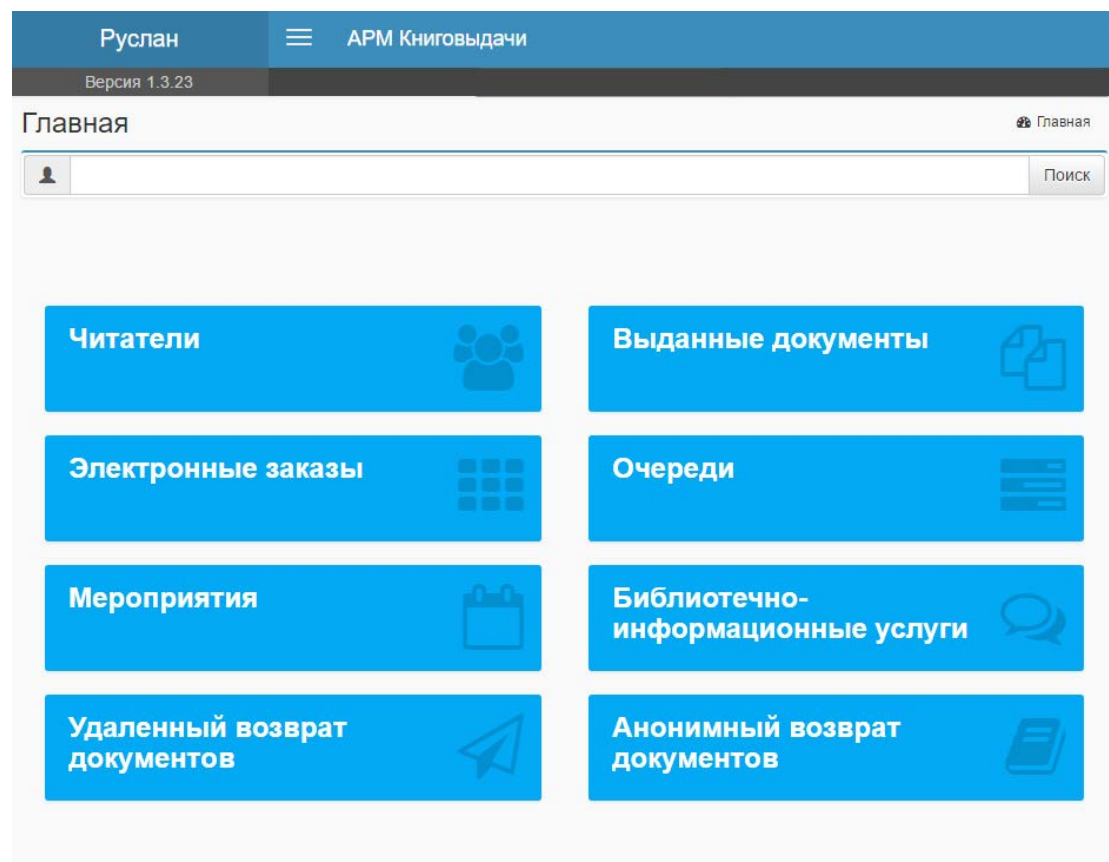 Руслан
АРМ Книговыдачи
Версия 1.3.23
Главная
Главная
Поиск
Читатели
Выданные документы
Электронные заказы
Очереди
Мероприятия
Библиотечно-
информационные услуги
Удаленный возврат
документов
Анонимный возврат
документов